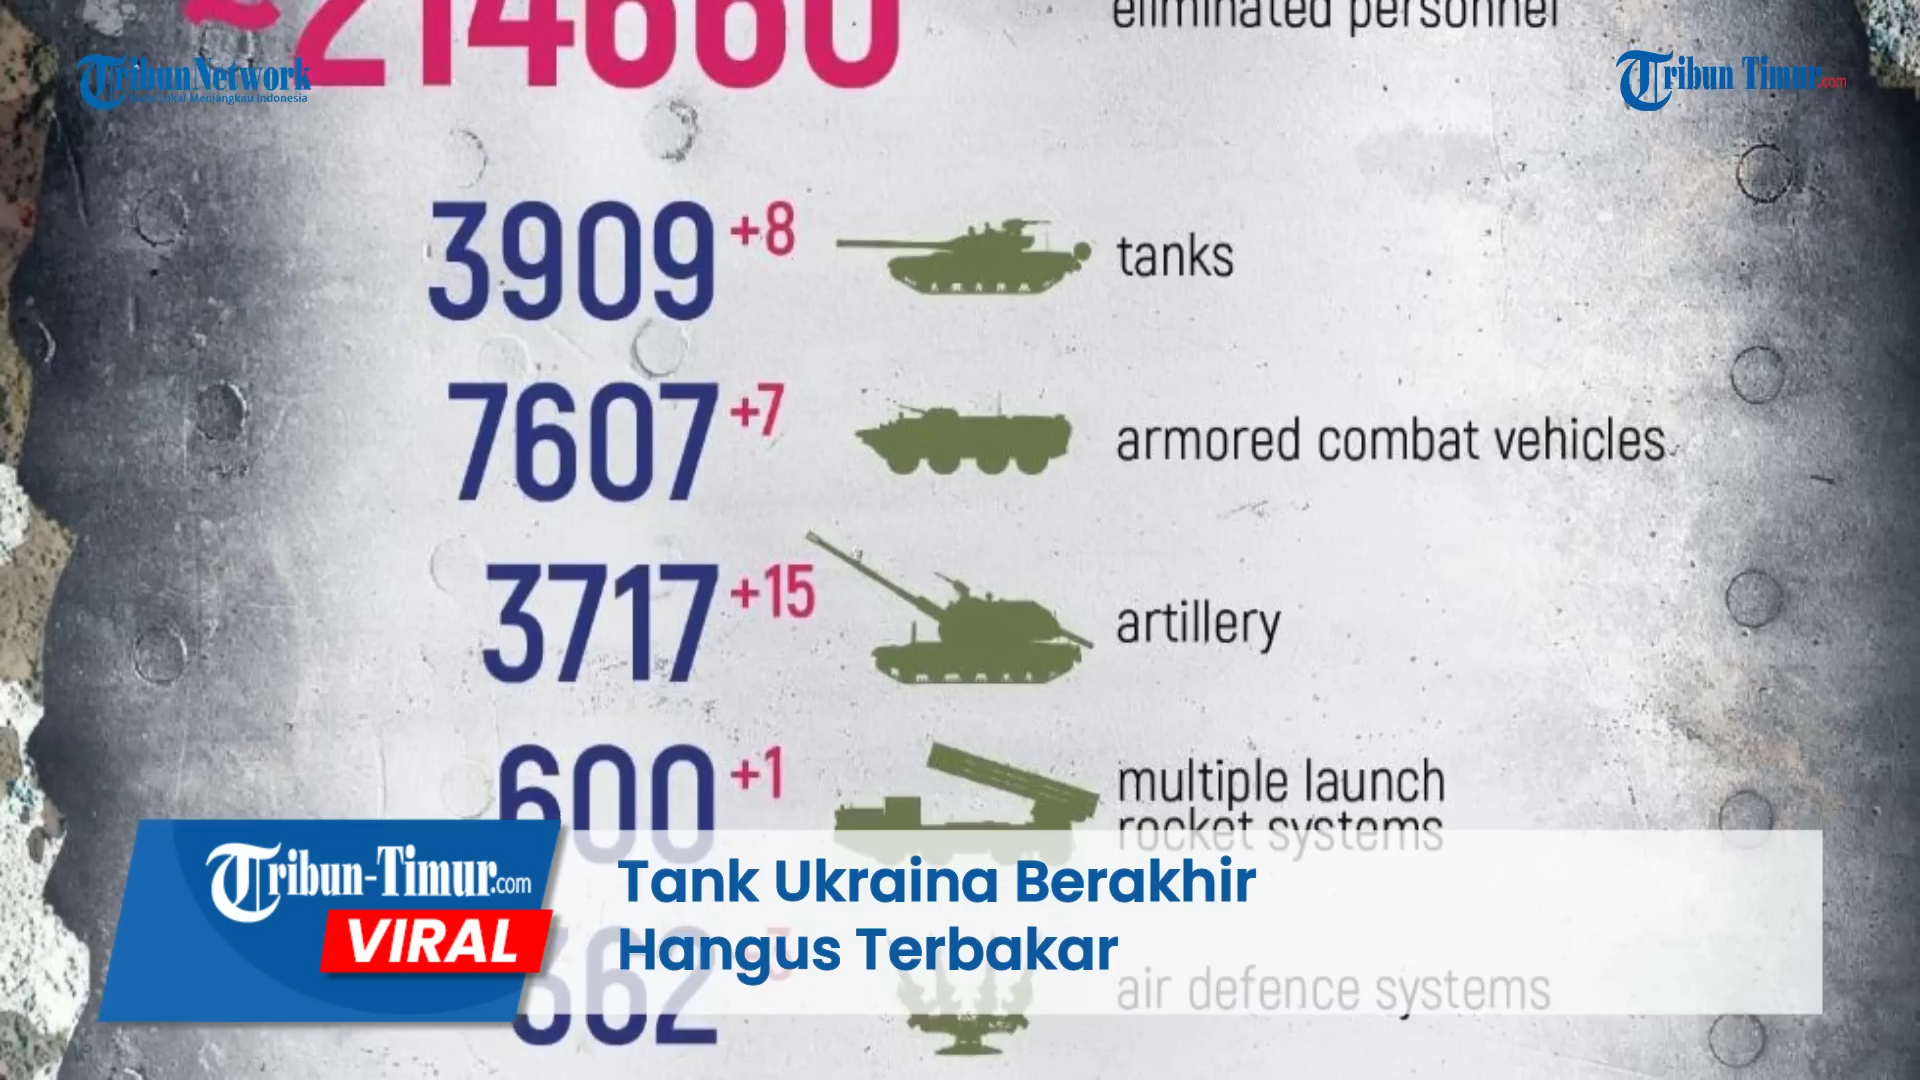 ≈214660
eliminated personnel
TribunNetwork
Tribun Timur.com
3909 +8
tanks
7607 +7
armored combat vehicles
3717 +15
artillery
600 +1
multiple launch
rocket systems
Tribun-Timur.com
VIRAL
Tank Ukraina Berakhir
Hangus Terbakar
air defence systems